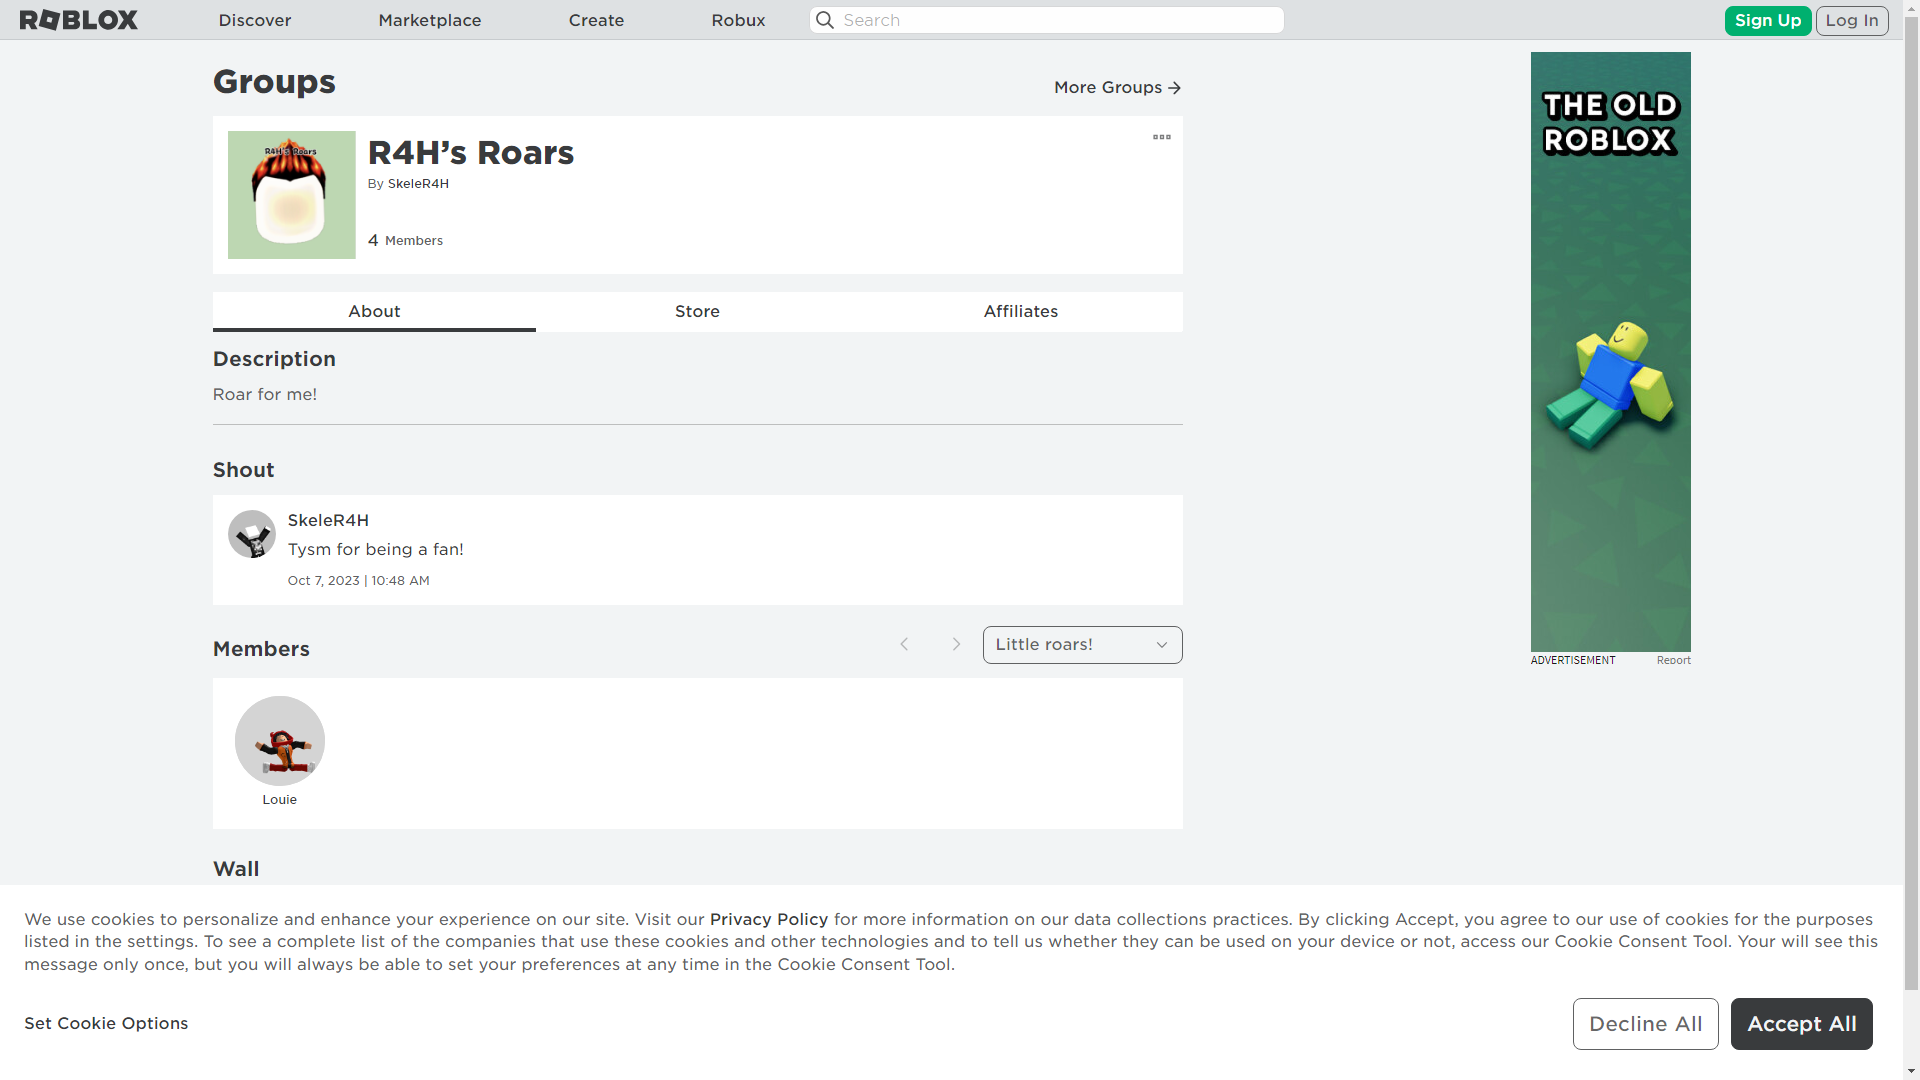 ROBLOX
Discover
Marketplace
Create
Robux
Search
Sign Up
Log In
Groups
More Groups
R4H's Roars
R4H’s Roars
By SkeleR4H
4 Members
THE OLD
ROBLOX
About
Store
Affiliates
Description
Roar for me!
Shout
SkeleR4H
Tysm for being a fan!
Oct 7, 2023 | 10:48 AM
Members
Little roars!
ADVERTISEMENT
Report
Louie
Wall
We use cookies to personalize and enhance your experience on our site. Visit our Privacy Policy for more information on our data collections practices. By clicking Accept, you agree to our use of cookies for the purposes
listed in the settings. To see a complete list of the companies that use these cookies and other technologies and to tell us whether they can be used on your device or not, access our Cookie Consent Tool. Your will see this
message only once, but you will always be able to set your preferences at any time in the Cookie Consent Tool.
Set Cookie Options
Decline All
Accept All